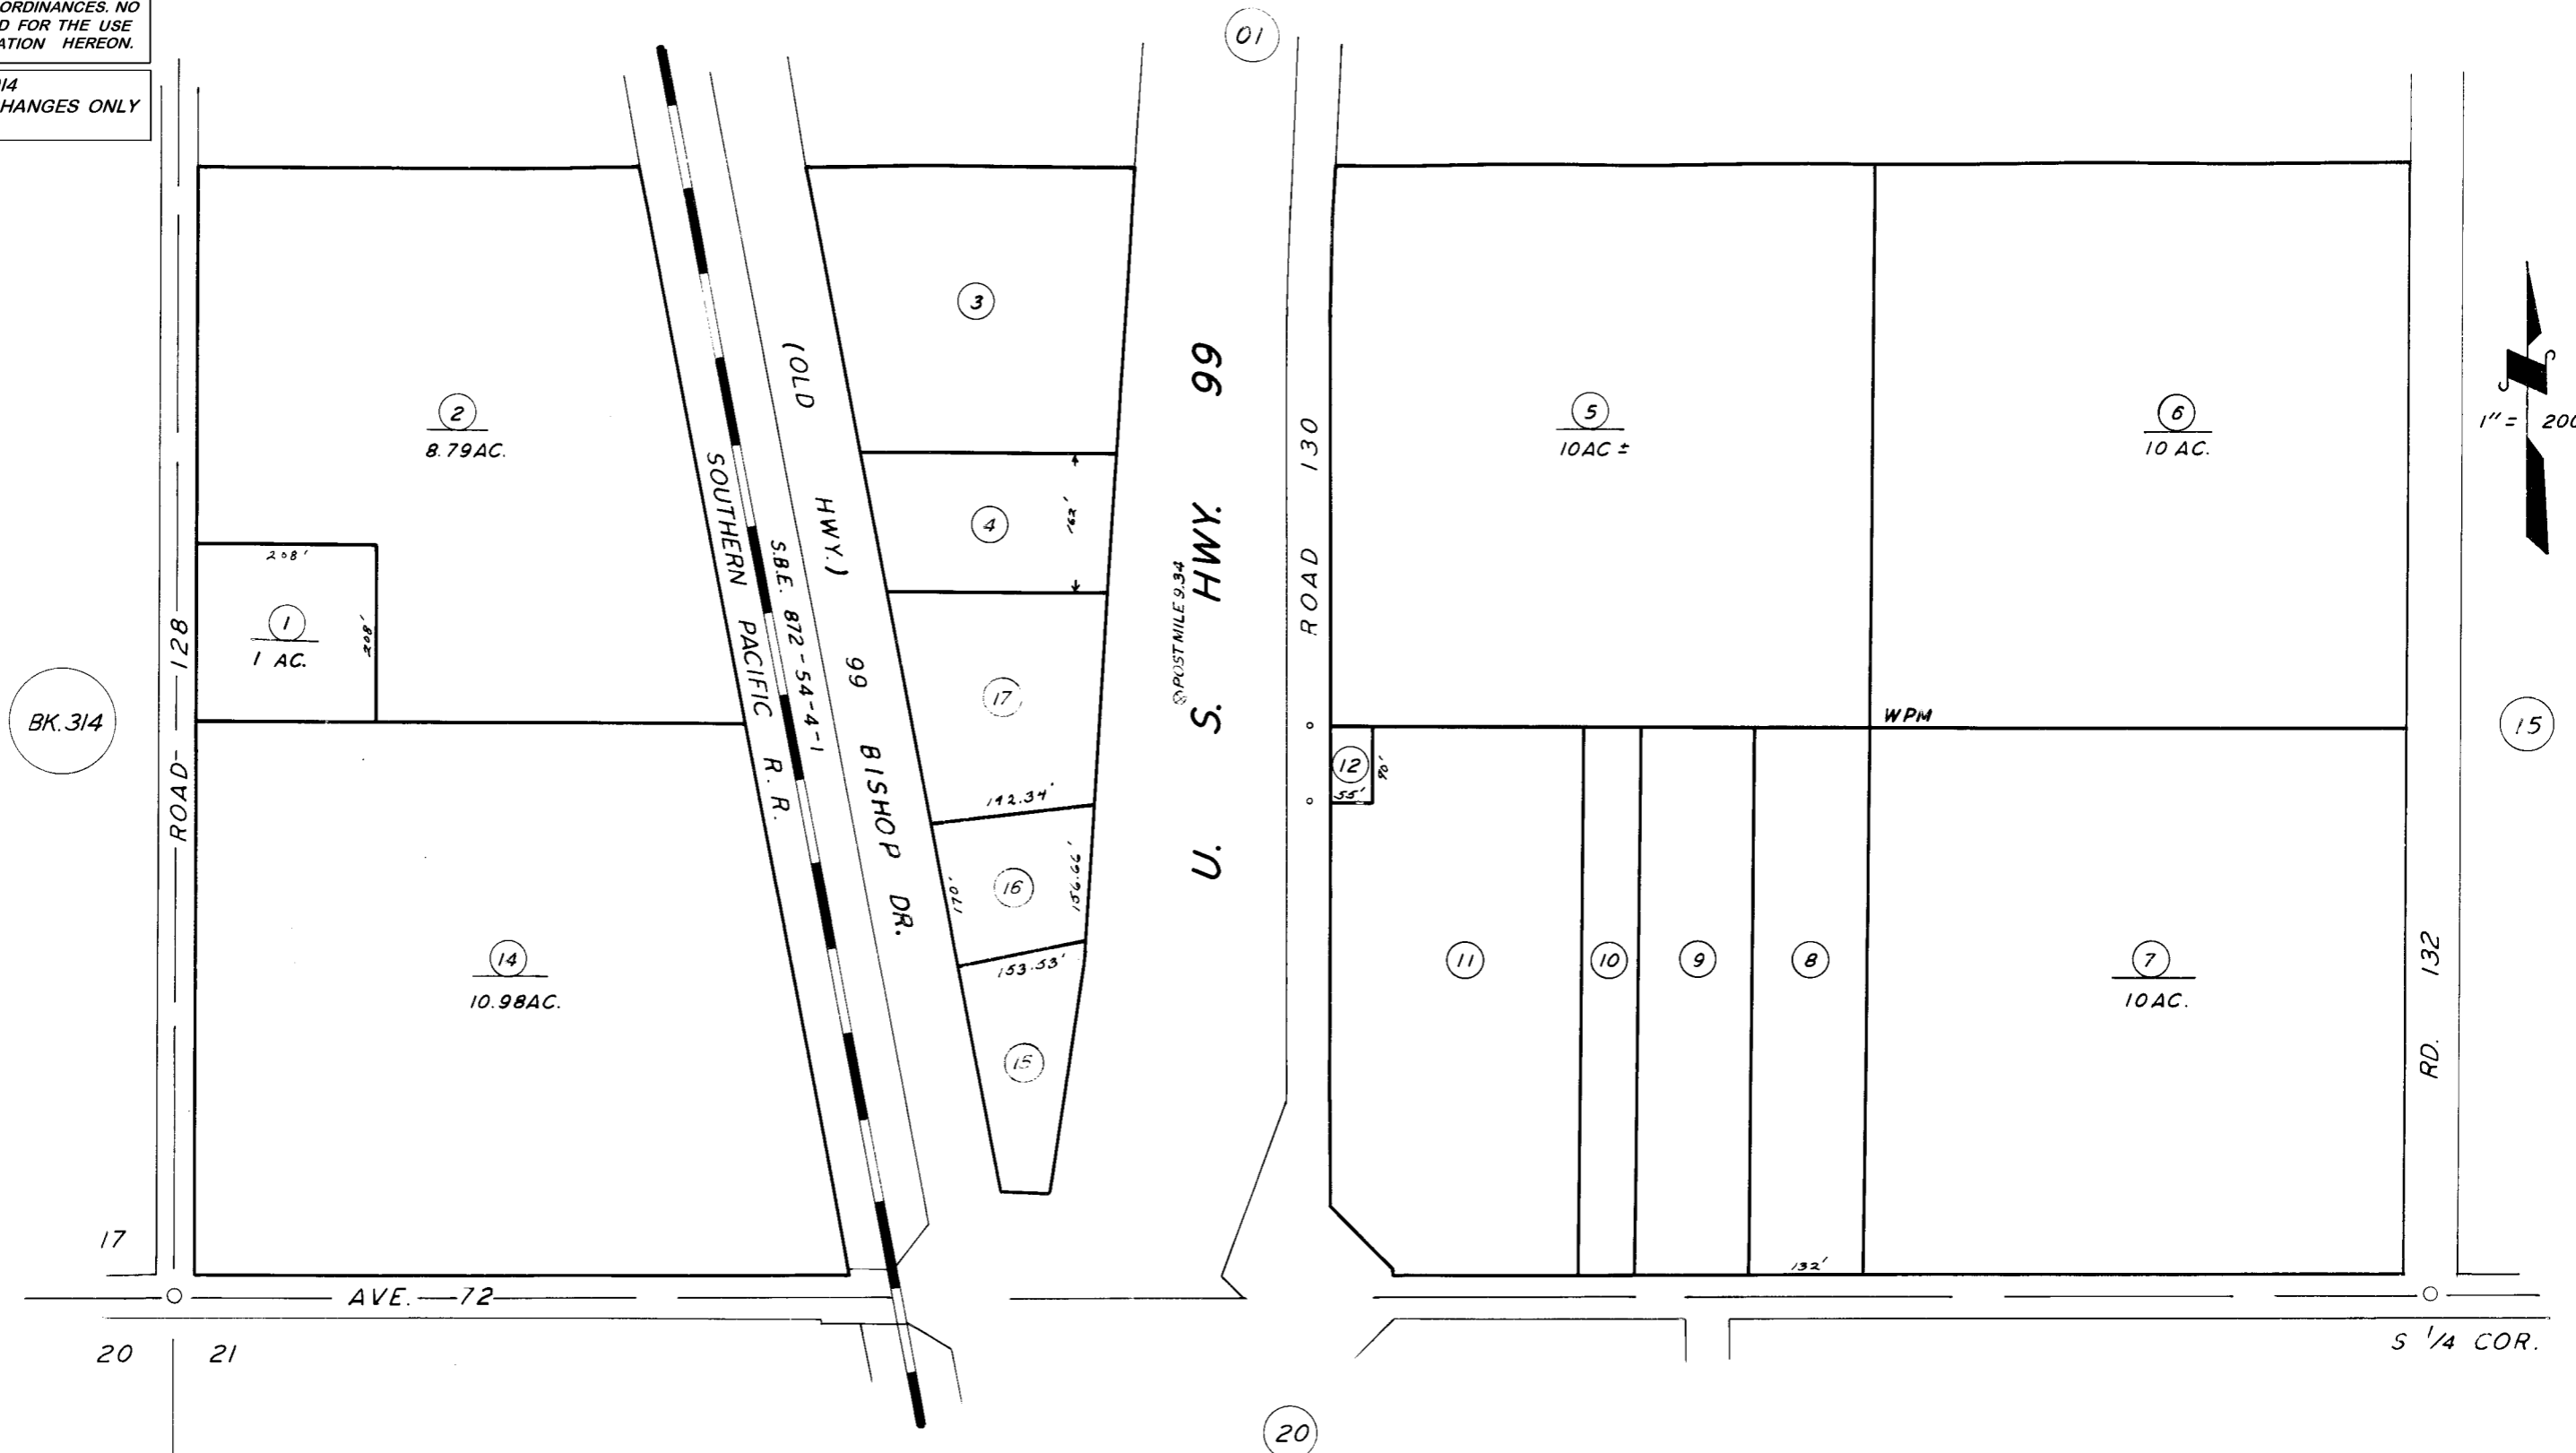 ORDINANCES. NO
FOR THE USE
HEREON.
HANGES ONLY
01
(OLD HWY.) 99 BISHOP DR.
SOUTHERN PACIFIC R. R.
S.B.E. 872-54-4-1
U. S. HWY. 99
POST MILE 9.34
ROAD 130
3
2
8.79AC.
5
10AC ±
6
10 AC.
1" = 200
4
162'
208'
1
1 AC.
208'
ROAD 128
BK. 314
17
WPM
15
12
90'
55'
192.34'
16
170'
156.66'
153.53'
15
14
10.98AC.
11
10
9
8
7
10AC.
RD. 132
132'
17
AVE. 72
20
21
S 1/4 COR.
20